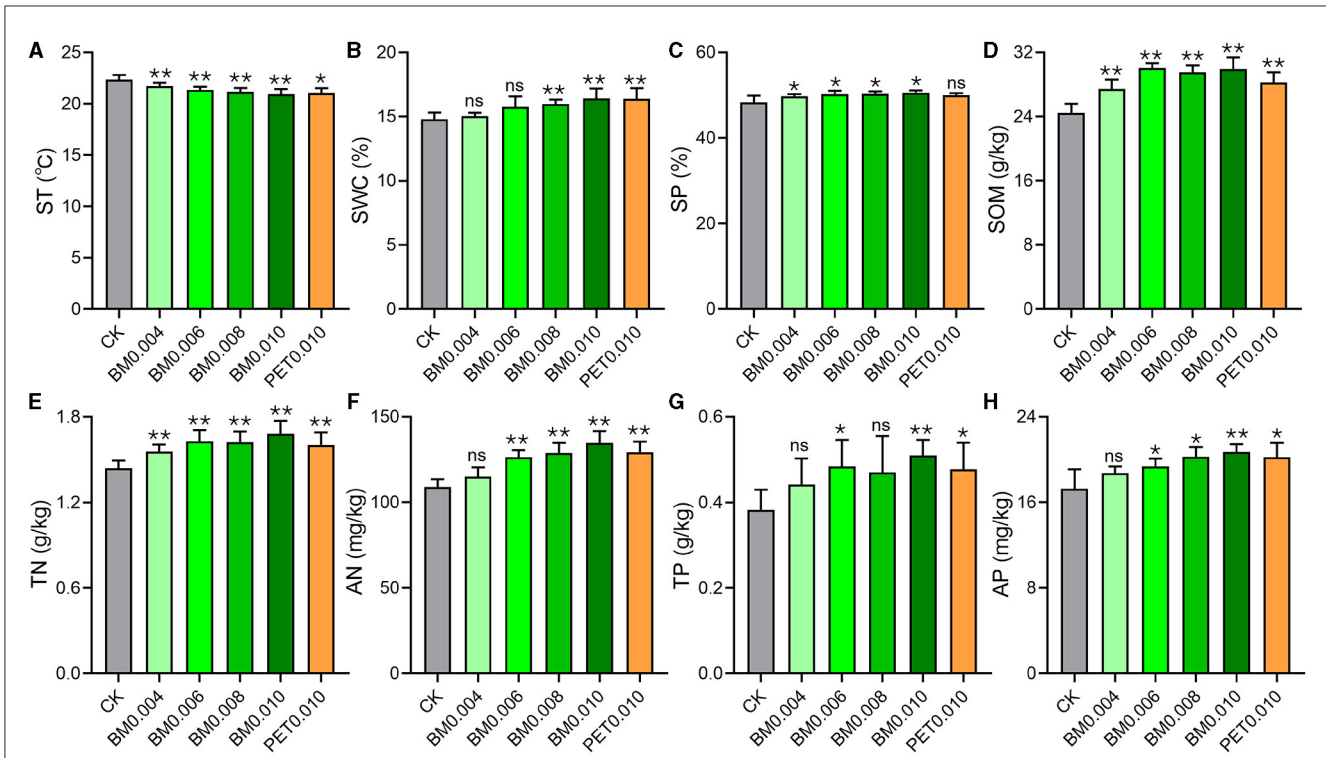 A
ST (℃)
25
20
15
10
5
0
**
**
**
**
*
CK
BM0.004
BM0.006
BM0.008
BM0.010
PET0.010
B
SWC (%)
20
15
10
5
0
ns
ns
**
**
**
CK
BM0.004
BM0.006
BM0.008
BM0.010
PET0.010
C
SP (%)
60
40
20
0
*
*
*
*
ns
CK
BM0.004
BM0.006
BM0.008
BM0.010
PET0.010
D
SOM (g/kg)
32
24
16
8
0
**
**
**
**
**
CK
BM0.004
BM0.006
BM0.008
BM0.010
PET0.010
E
TN (g/kg)
1.8
1.2
0.6
0.0
**
**
**
**
**
CK
BM0.004
BM0.006
BM0.008
BM0.010
PET0.010
F
AN (mg/kg)
150
100
50
0
ns
**
**
**
**
CK
BM0.004
BM0.006
BM0.008
BM0.010
PET0.010
G
TP (g/kg)
0.6
0.4
0.2
0.0
ns
*
ns
**
*
CK
BM0.004
BM0.006
BM0.008
BM0.010
PET0.010
H
AP (mg/kg)
24
16
8
0
ns
*
*
**
*
CK
BM0.004
BM0.006
BM0.008
BM0.010
PET0.010